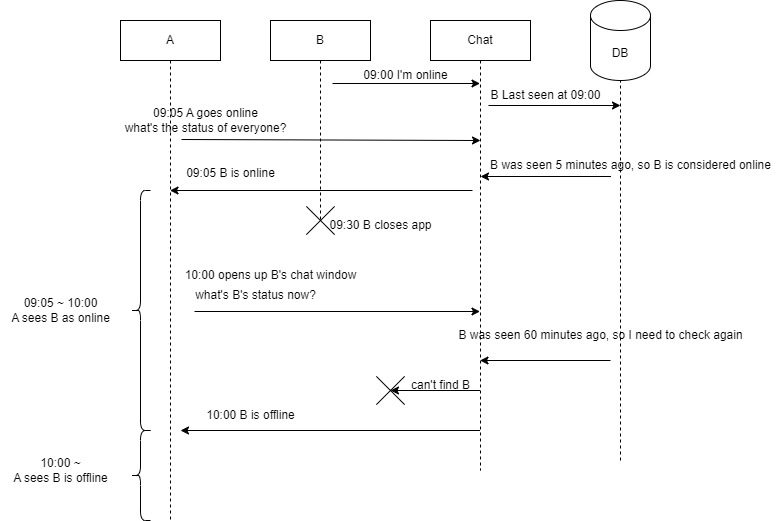 A
B
Chat
DB
09:00 I'm online
B Last seen at 09:00
09:05 A goes online
what's the status of everyone?
B was seen 5 minutes ago, so B is considered online
09:05 B is online
09:30 B closes app
10:00 opens up B's chat window
what's B's status now?
09:05 ~ 10:00
A sees B as online
B was seen 60 minutes ago, so I need to check again
can't find B
10:00 B is offline
10:00 ~
A sees B is offline